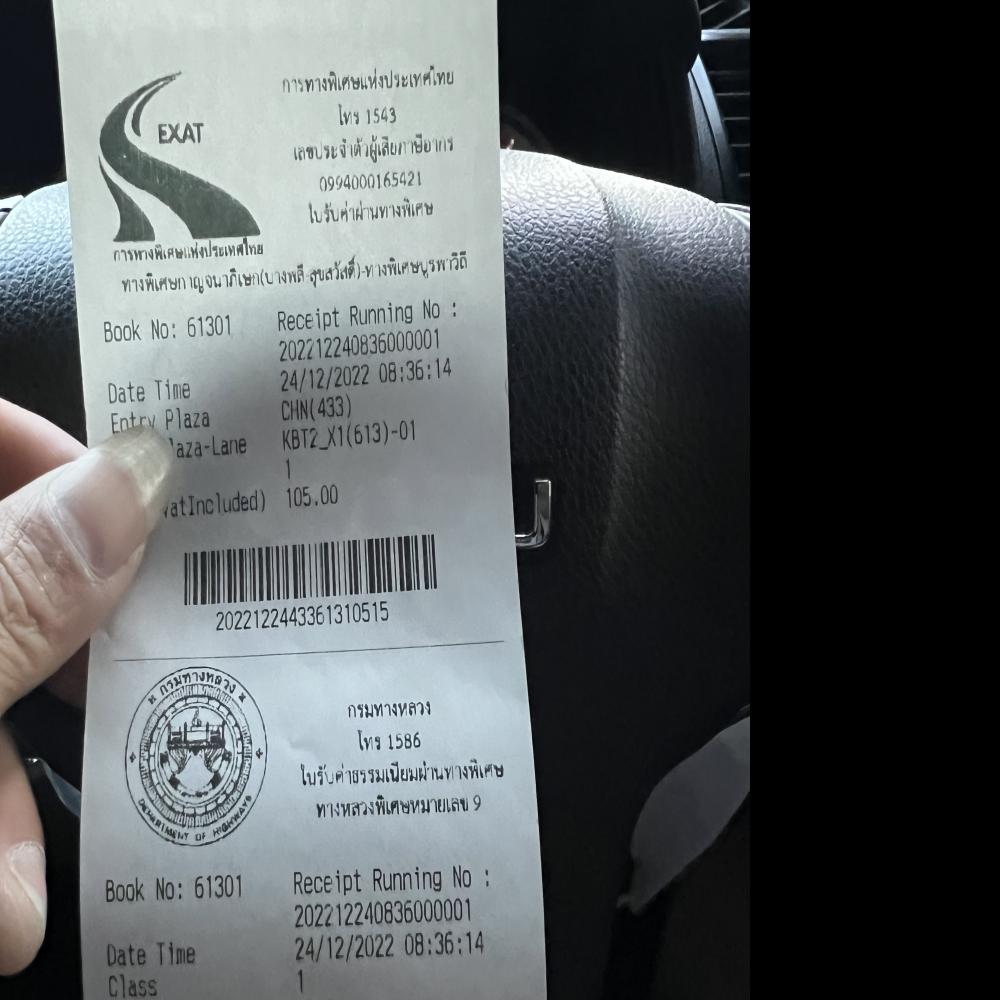 EXAT
การทางพิเศษแห่งประเทศไทย
การทางพิเศษแห่งประเทศไทย
โทร 1543
เลขประจำตัวผู้เสียภาษีอากร
0994000165421
ใบรับค่าผ่านทางพิเศษ
ทางพิเศษกาญจนาภิเษก(บางพลี-สุขสวัสดิ์)-ทางพิเศษบูรพาวิถี
Book No: 61301 Receipt Running No :
202212240836000001
Date Time 24/12/2022 08:36:14
Entry Plaza CHN(433)
laza-Lane KBT2_X1(613)-01
1
vatIncluded) 105.00
2022122443361310515
กรมทางหลวง
DEPARTMENT OF HIGHWAYS
กรมทางหลวง
โทร 1586
ใบรับค่าธรรมเนียมผ่านทางพิเศษ
ทางหลวงพิเศษหมายเลข 9
Book No: 61301 Receipt Running No :
202212240836000001
Date Time 24/12/2022 08:36:14
Class 1